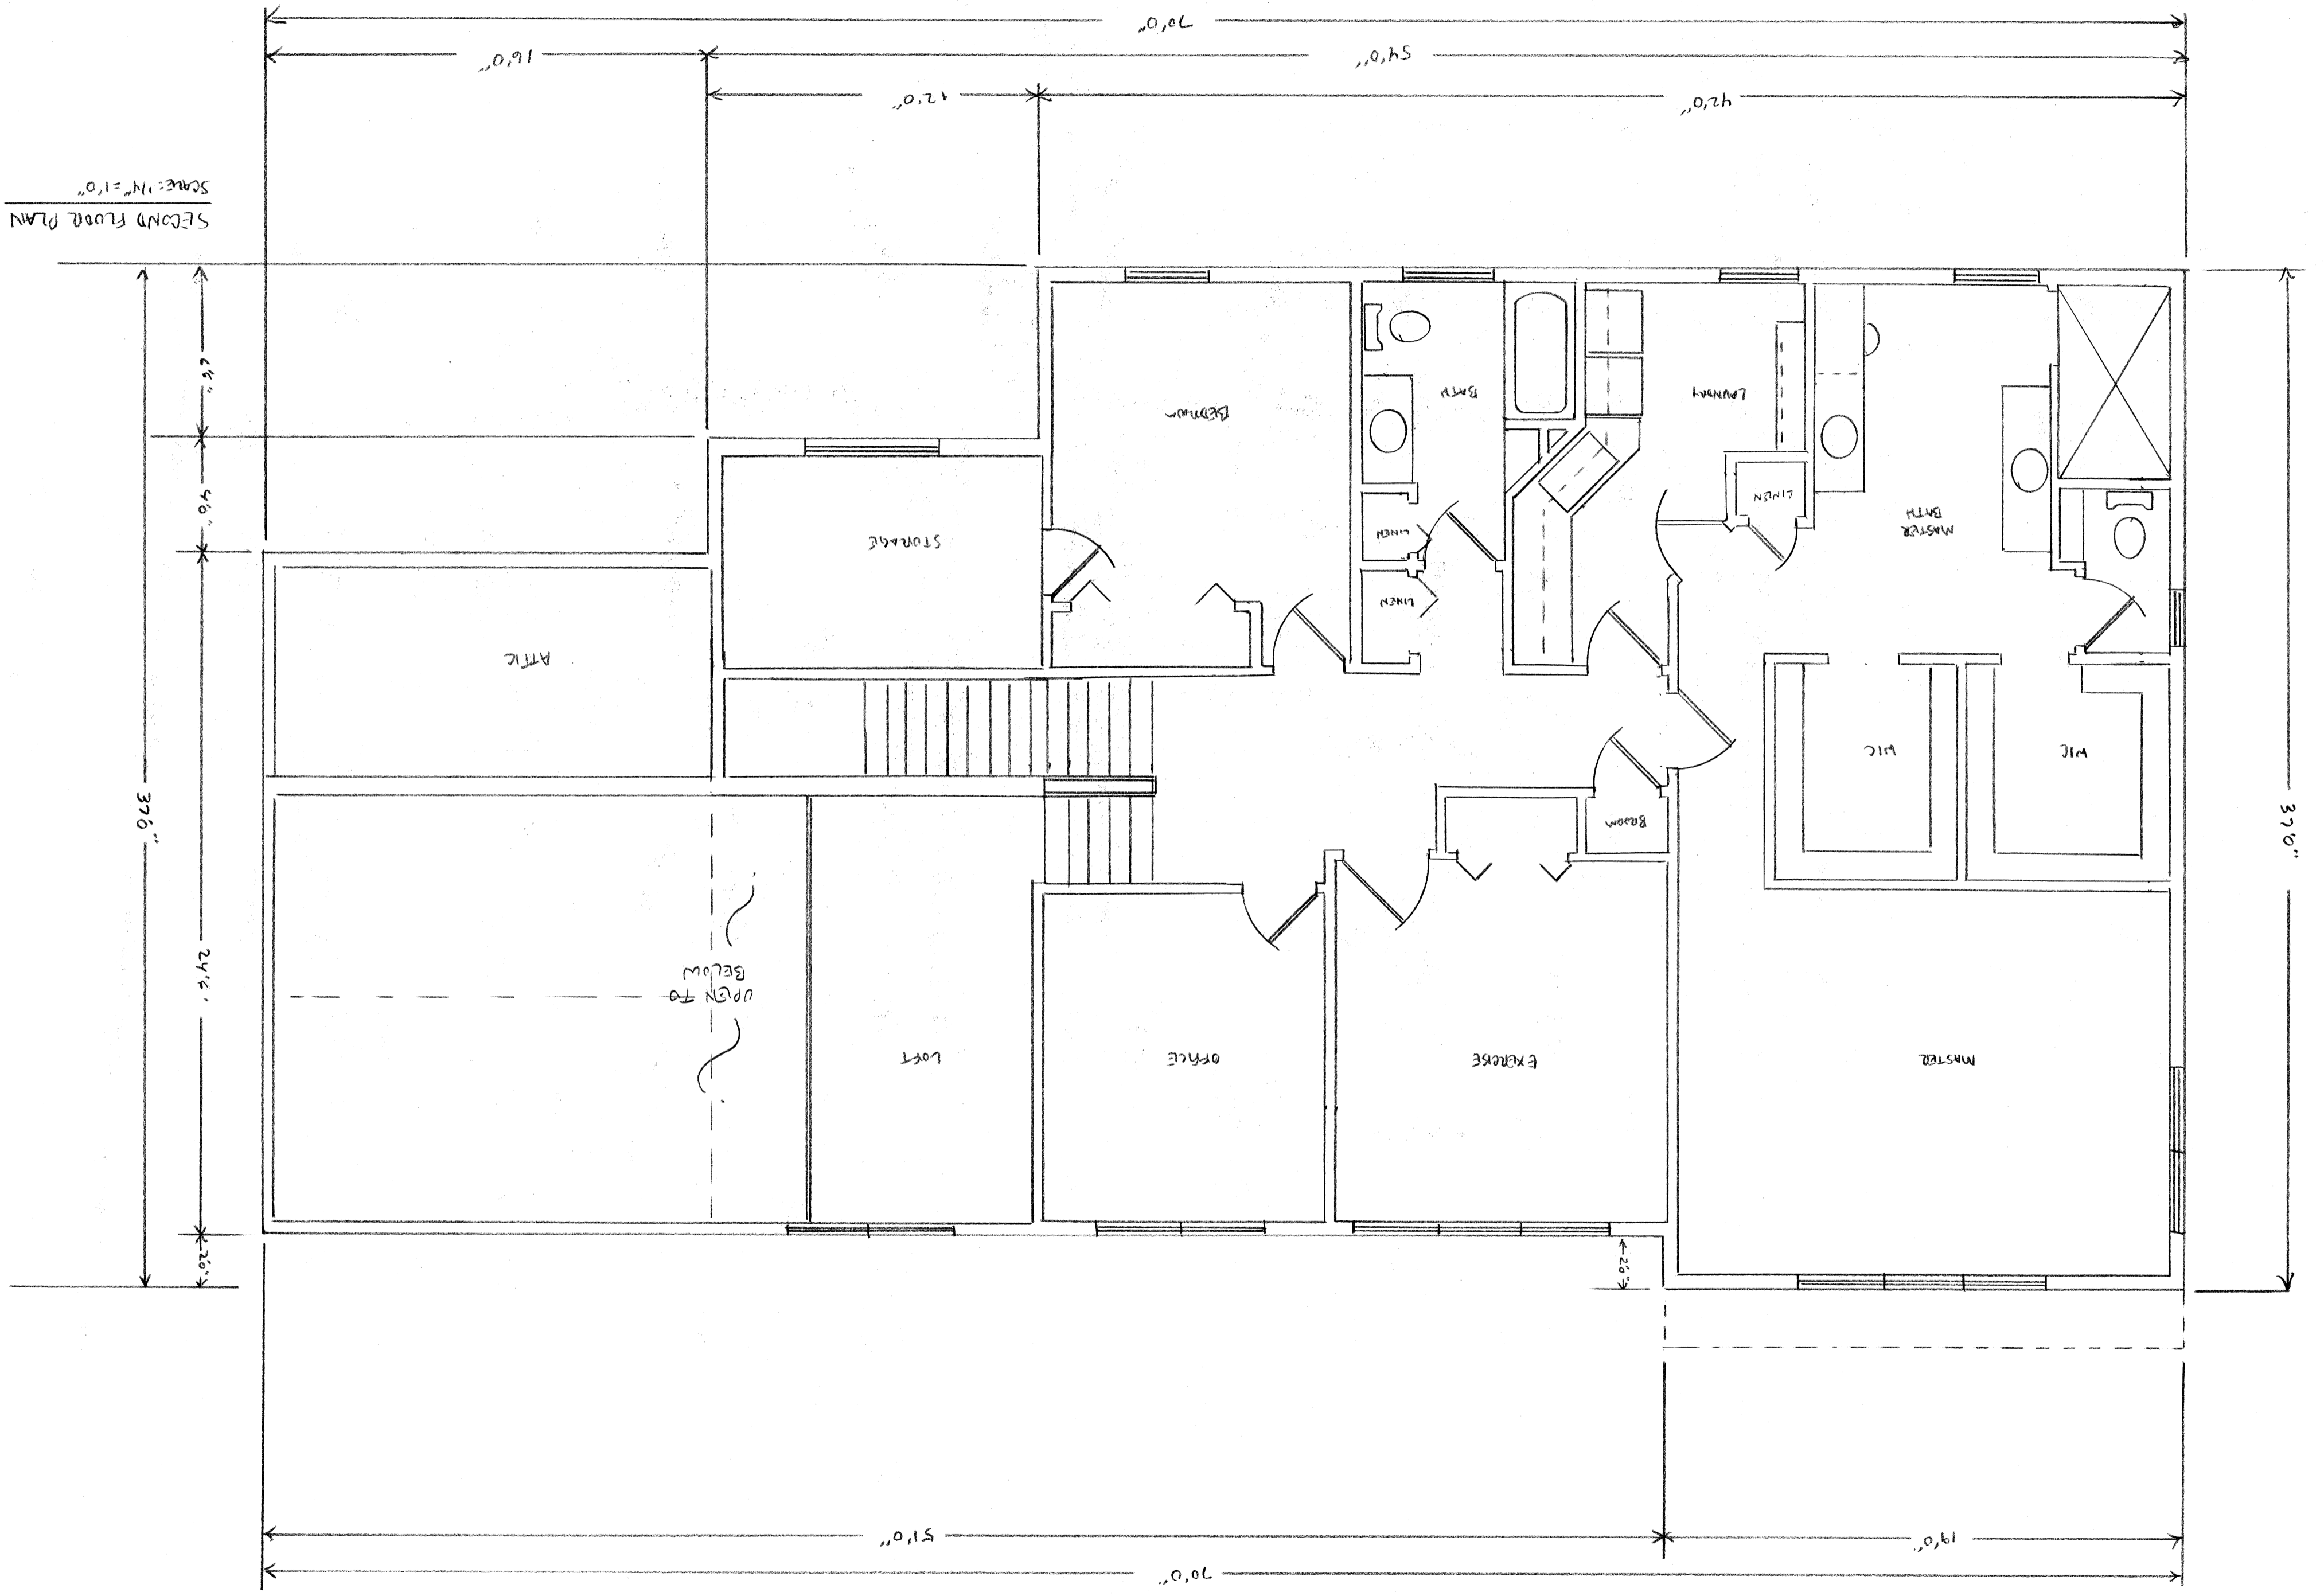 70'0"
19'0"
51'0"
2'0"
2'0"
MASTER
EXERCISE
OFFICE
LOFT
OPEN TO
BELOW
24'6"
37'0"
37'0"
BROOM
WIC
WIC
ATTIC
LINEN
LINEN
LINEN
STORAGE
MASTER
BATH
4'0"
BEDROOM
BATH
LAUNDRY
6'6"
SECOND FLOOR PLAN
SCALE: 1/4"=1'0"
42'0"
12'0"
54'0"
16'0"
70'0"